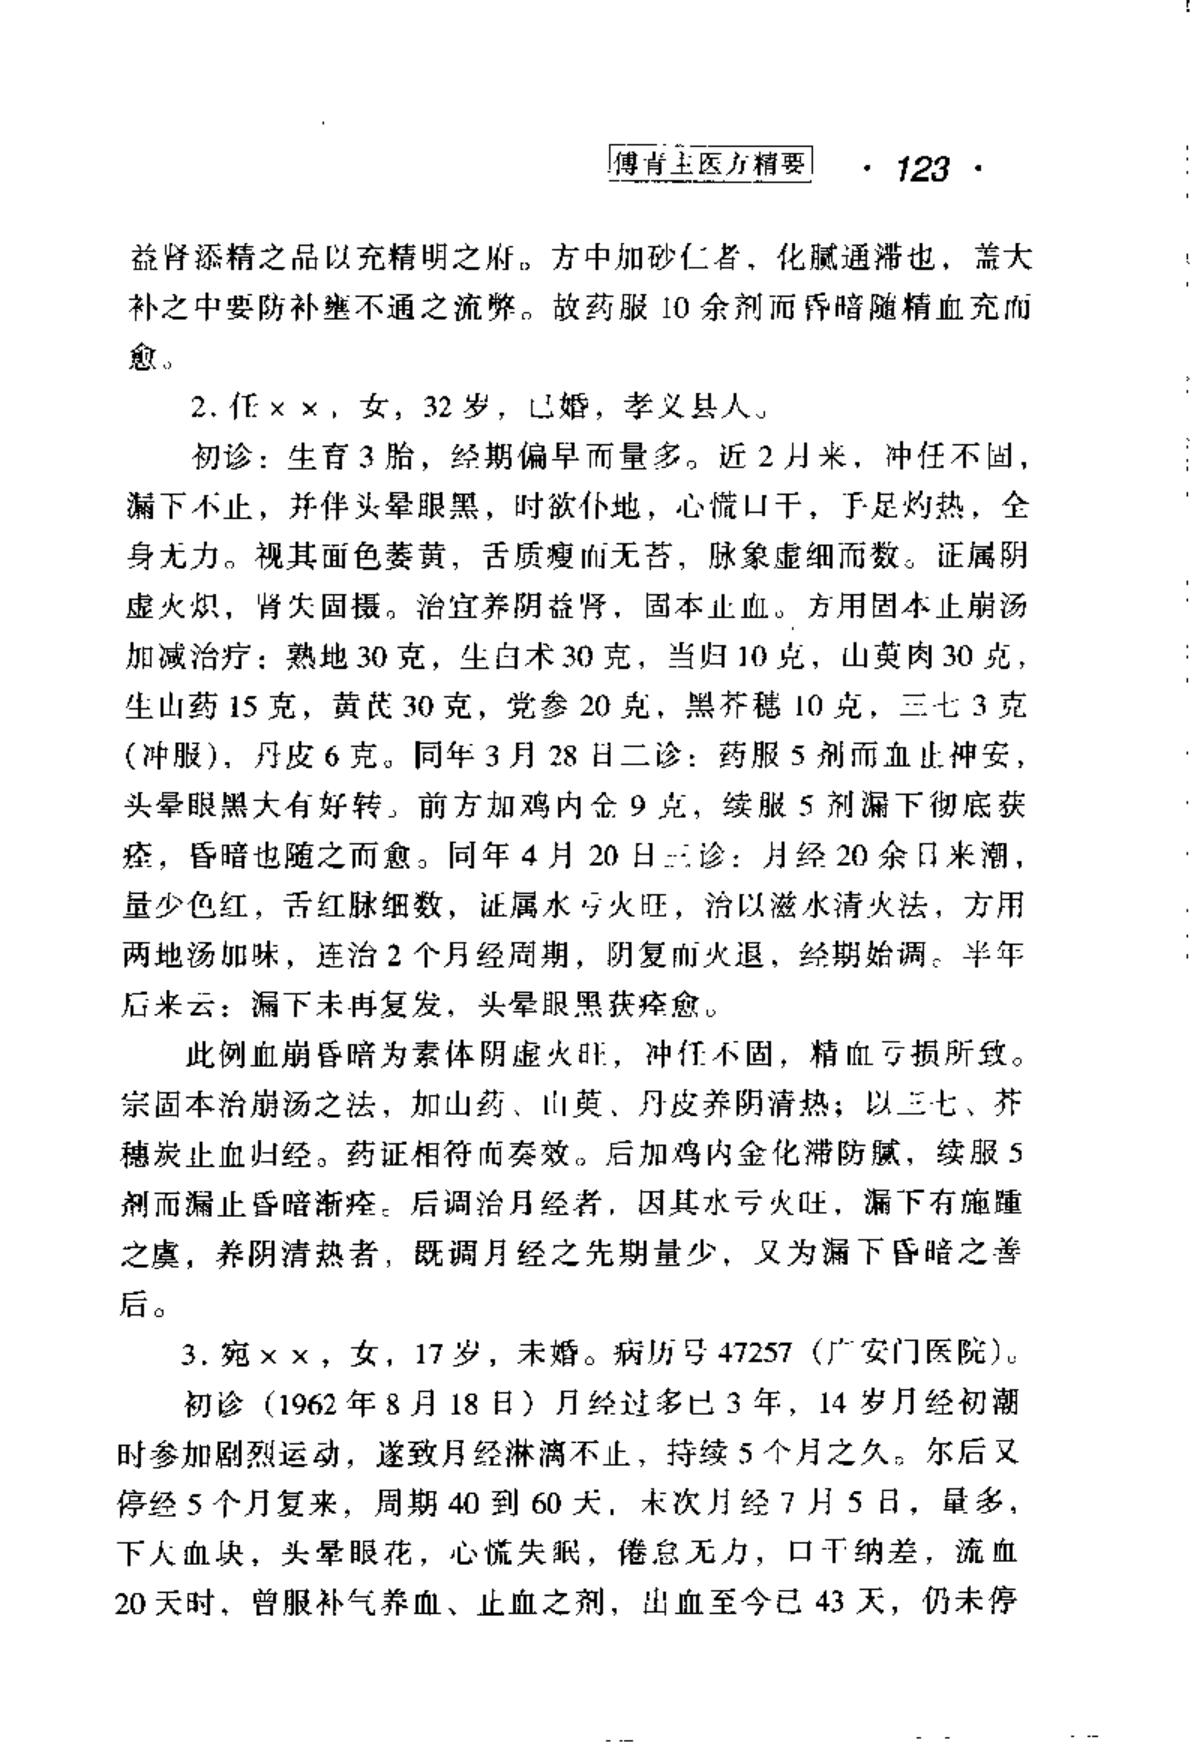 傅青主医方精要 · 123 ·
益肾添精之品以充精明之府。方中加砂仁者，化腻通滞也，盖大
补之中要防补壅不通之流弊。故药服 10 余剂而昏暗随精血充而
愈。
2. 任××，女，32 岁，已婚，孝义县人。
初诊：生育 3 胎，经期偏早而量多。近 2 月来，冲任不固，
漏下不止，并伴头晕眼黑，时欲仆地，心慌口干，手足灼热，全
身无力。视其面色萎黄，舌质瘦而无苔，脉象虚细而数。证属阴
虚火炽，肾失固摄。治宜养阴益肾，固本止血。方用固本止崩汤
加减治疗：熟地 30 克，生白术 30 克，当归 10 克，山萸肉 30 克，
生山药 15 克，黄芪 30 克，党参 20 克，黑芥穗 10 克，三七 3 克
(冲服)，丹皮 6 克。同年 3 月 28 日二诊：药服 5 剂而血止神安，
头晕眼黑大有好转。前方加鸡内金 9 克，续服 5 剂漏下彻底获
痊，昏暗也随之而愈。同年 4 月 20 日三诊：月经 20 余日来潮，
量少色红，舌红脉细数，证属水亏火旺，治以滋水清火法，方用
两地汤加味，连治 2 个月经周期，阴复而火退，经期始调。半年
后来云：漏下未再复发，头晕眼黑获痊愈。
此例血崩昏暗为素体阴虚火旺，冲任不固，精血亏损所致。
宗固本治崩汤之法，加山药、山萸、丹皮养阴清热；以三七、芥
穗炭止血归经。药证相符而奏效。后加鸡内金化滞防腻，续服 5
剂而漏止昏暗渐痊。后调治月经者，因其水亏火旺，漏下有施踵
之虞，养阴清热者，既调月经之先期量少，又为漏下昏暗之善
后。
3. 宛××，女，17 岁，未婚。病历号 47257（广安门医院）。
初诊（1962 年 8 月 18 日）月经过多已 3 年，14 岁月经初潮
时参加剧烈运动，遂致月经淋漓不止，持续 5 个月之久。尔后又
停经 5 个月复来，周期 40 到 60 天，末次月经 7 月 5 日，量多，
下大血块，头晕眼花，心慌失眠，倦怠无力，口干纳差，流血
20 天时，曾服补气养血、止血之剂，出血至今已 43 天，仍未停